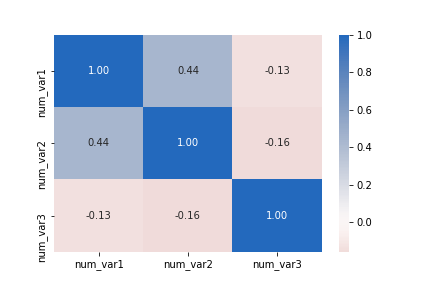 1.0
1.00 0.44 -0.13
0.8
0.6
0.44 1.00 -0.16
0.4
0.2
-0.13 -0.16 1.00
0.0
num_var1
num_var2
num_var3
num_var1 num_var2 num_var3